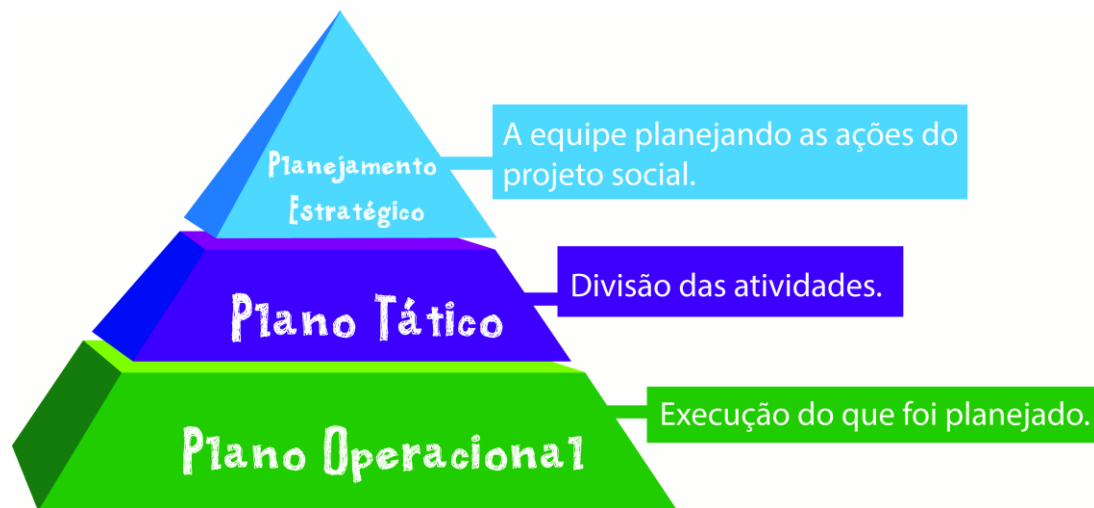 Planejamento
Estratégico
A equipe planejando as ações do
projeto social.
Plano Tático
Divisão das atividades.
Plano Operacional
Execução do que foi planejado.